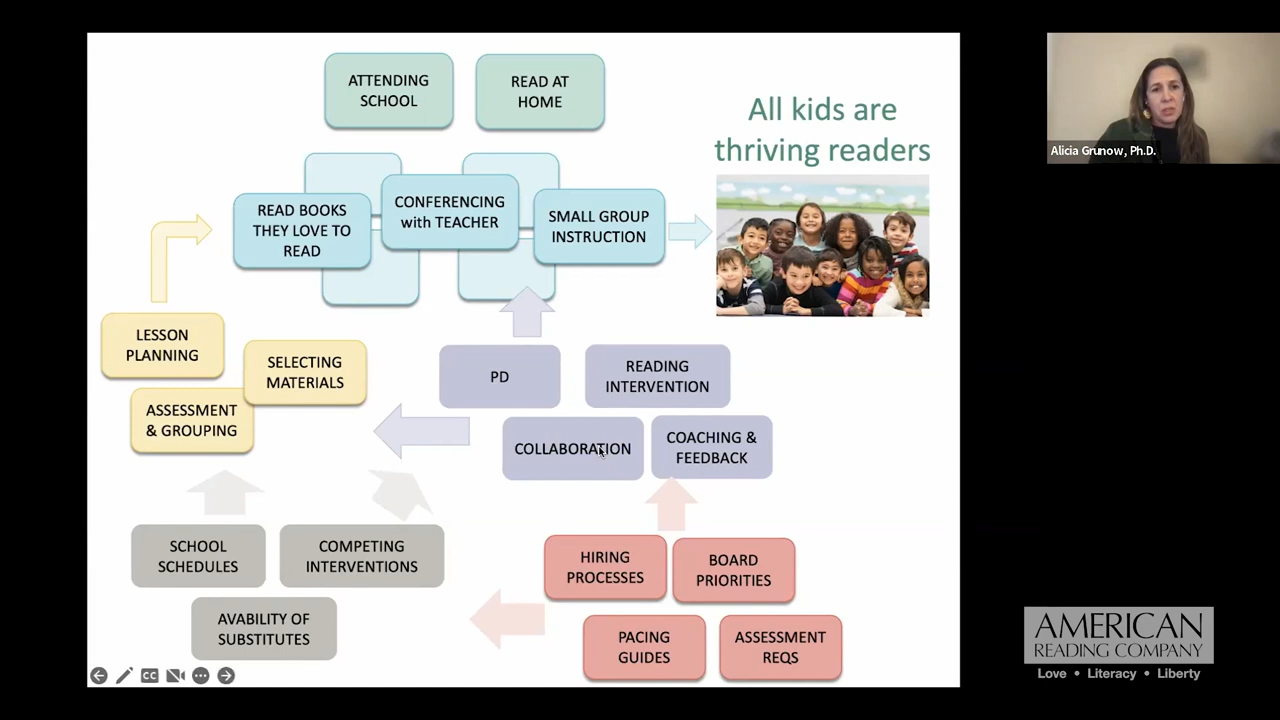 ATTENDING
SCHOOL
READ AT
HOME
All kids are
thriving readers
Alicia Grunow, Ph.D.
READ BOOKS
THEY LOVE TO
READ
CONFERENCING
with TEACHER
SMALL GROUP
INSTRUCTION
LESSON
PLANNING
SELECTING
MATERIALS
ASSESSMENT
& GROUPING
PD
READING
INTERVENTION
COLLABORATION
COACHING &
FEEDBACK
SCHOOL
SCHEDULES
COMPETING
INTERVENTIONS
AVABILITY OF
SUBSTITUTES
HIRING
PROCESSES
BOARD
PRIORITIES
PACING
GUIDES
ASSESSMENT
REQS
CC
AMERICAN
READING COMPANY
Love • Literacy • Liberty